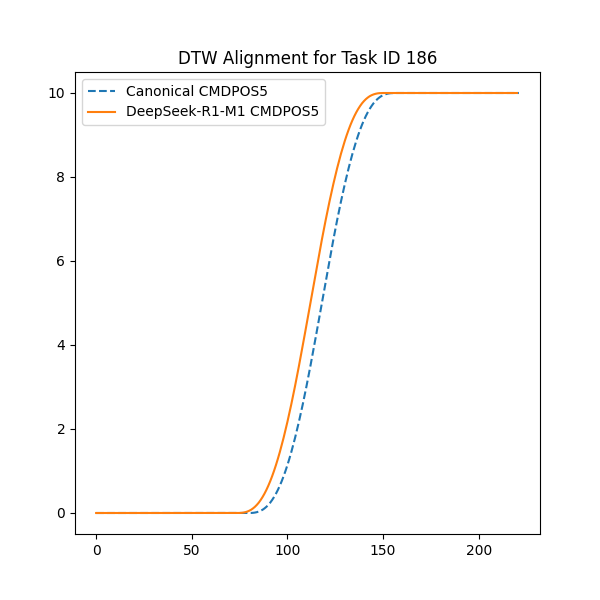 DTW Alignment for Task ID 186
Canonical CMDPOS5
DeepSeek-R1-M1 CMDPOS5
10
8
6
4
2
0
0 50 100 150 200